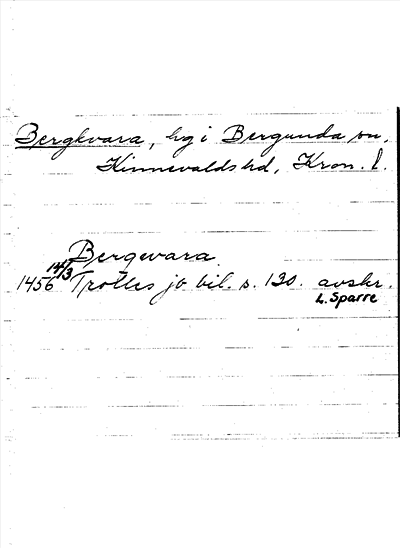 Bergkvara, hg i Bergunda sn,
Kinnevalds hd, Kron. l.
Bergwara.
1456 14/3 Trolles jb bil. s. 130. avskr.
L. Sparre